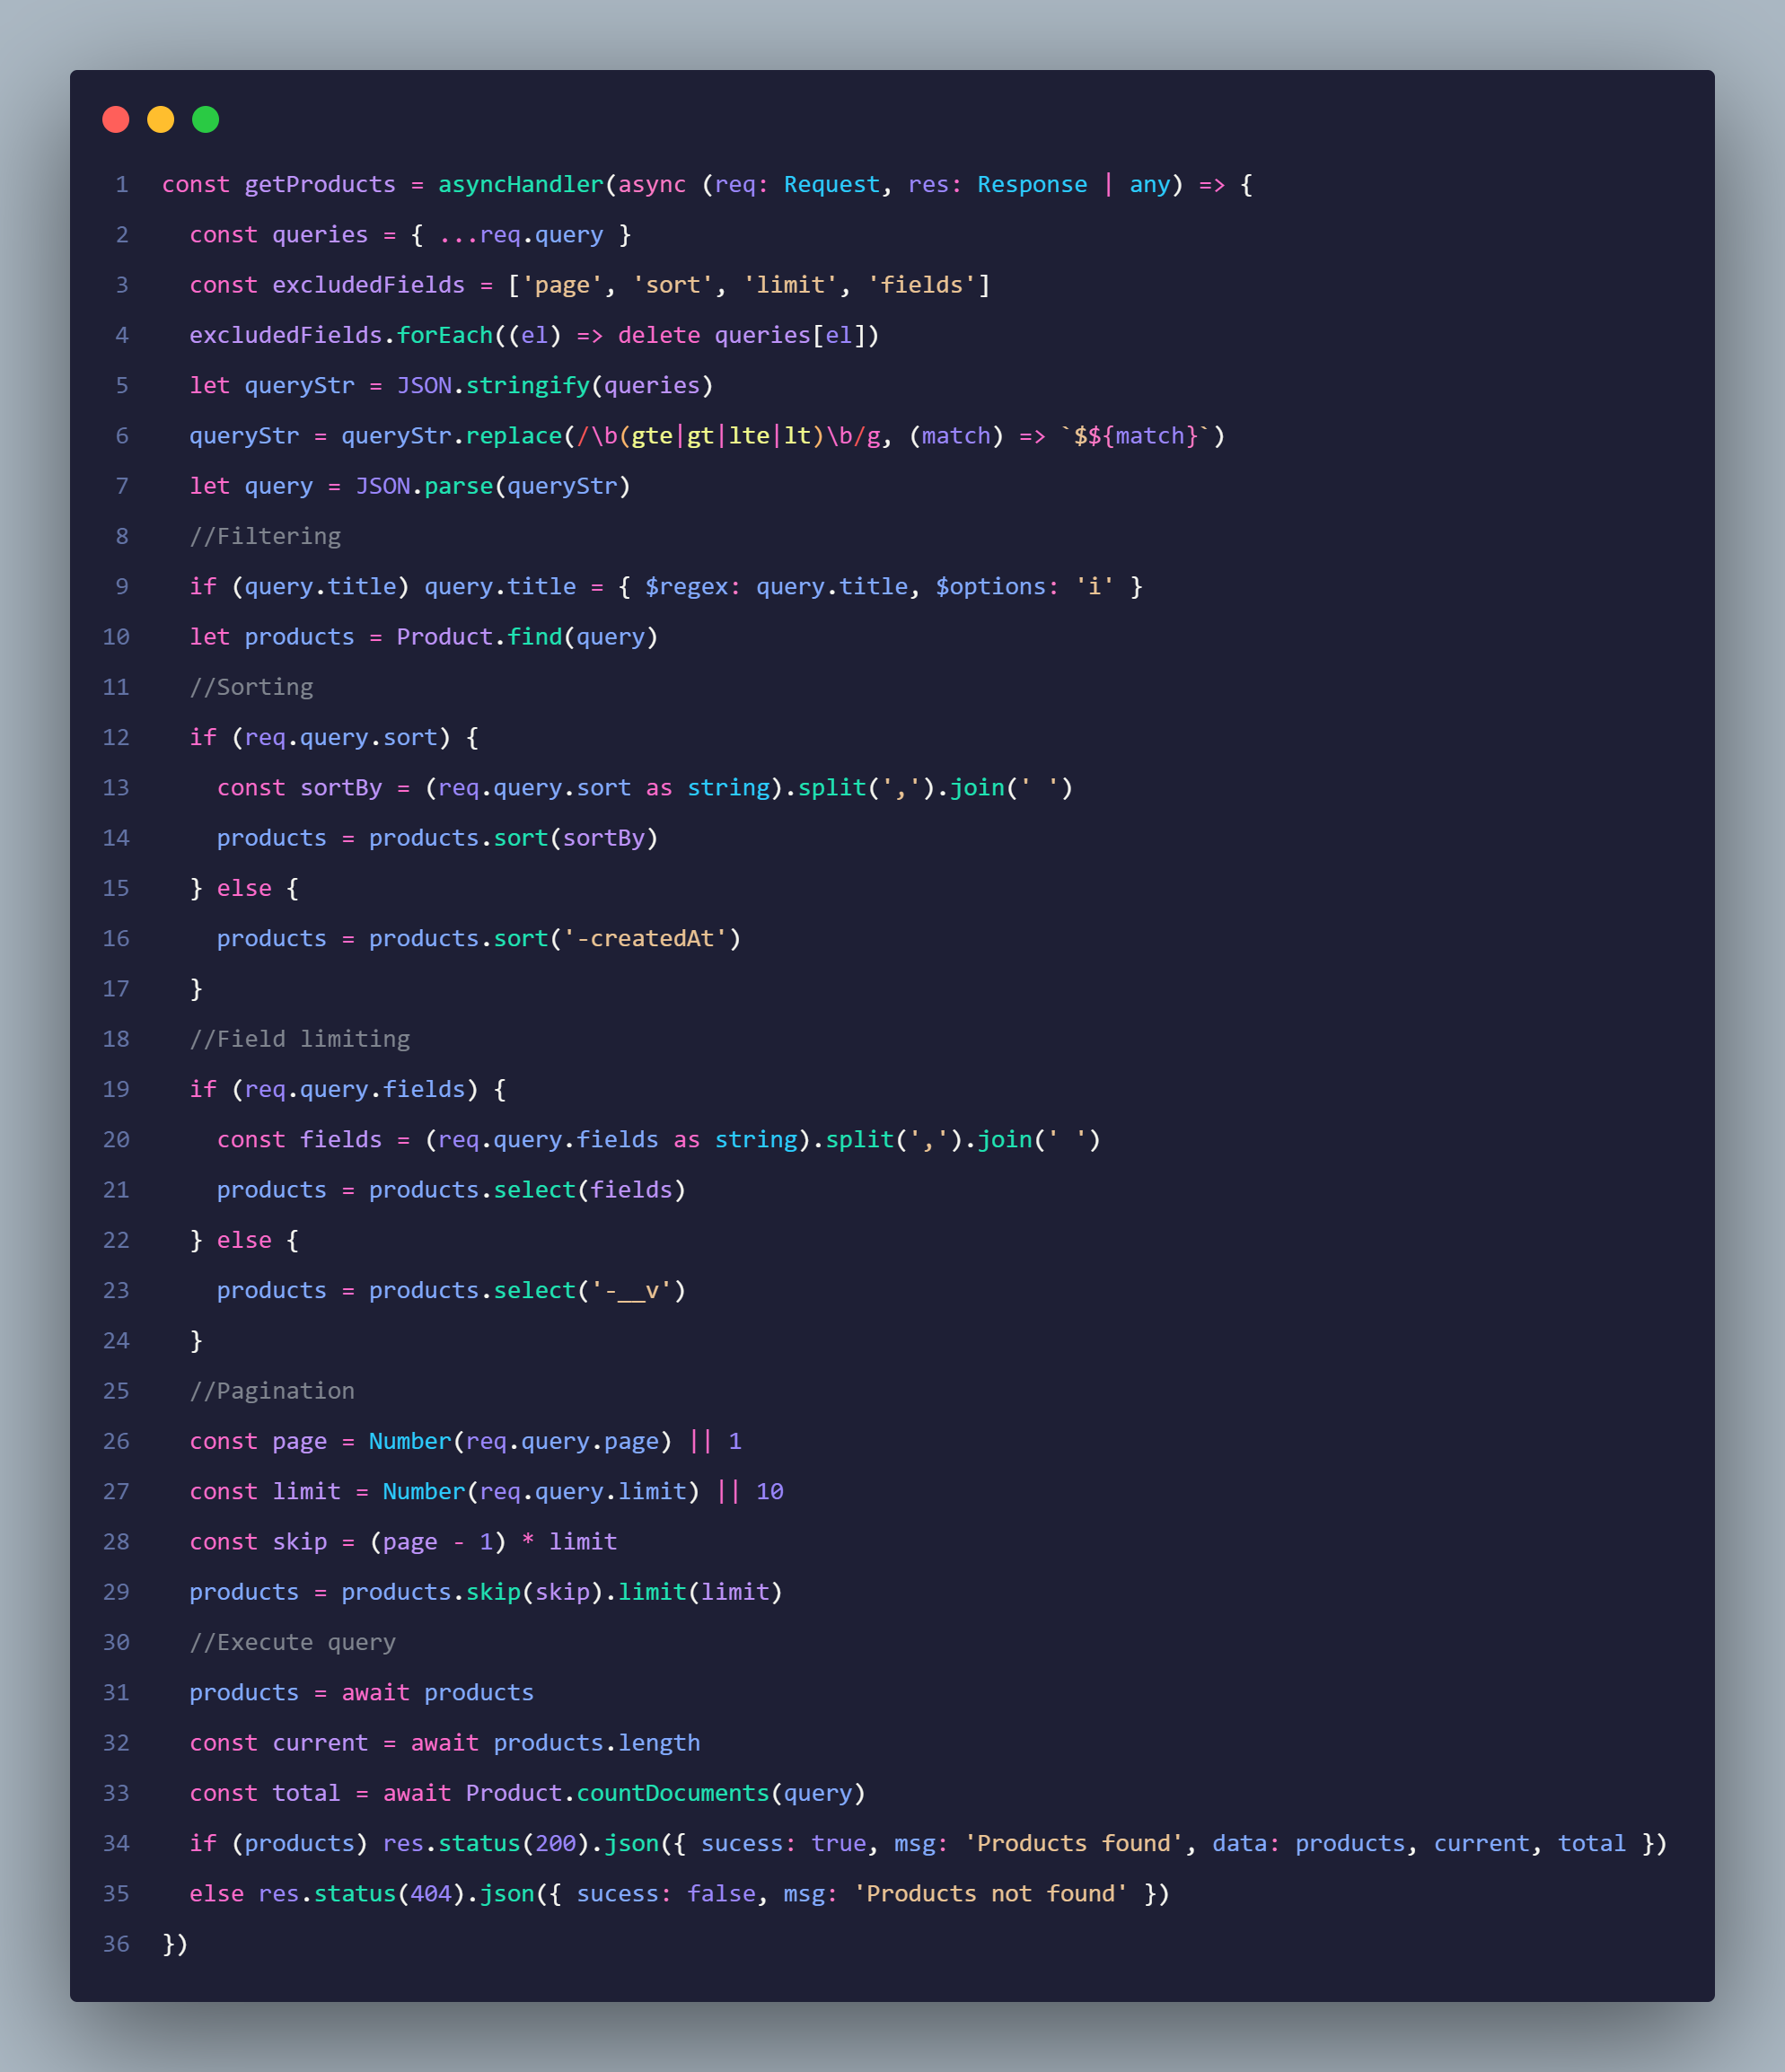 1 const getProducts = asyncHandler(async (req: Request, res: Response | any) => {
2   const queries = { ...req.query }
3   const excludedFields = ['page', 'sort', 'limit', 'fields']
4   excludedFields.forEach((el) => delete queries[el])
5   let queryStr = JSON.stringify(queries)
6   queryStr = queryStr.replace(/\b(gte|gt|lte|lt)\b/g, (match) => `$${match}`)
7   let query = JSON.parse(queryStr)
8   //Filtering
9   if (query.title) query.title = { $regex: query.title, $options: 'i' }
10   let products = Product.find(query)
11   //Sorting
12   if (req.query.sort) {
13     const sortBy = (req.query.sort as string).split(',').join(' ')
14     products = products.sort(sortBy)
15   } else {
16     products = products.sort('-createdAt')
17   }
18   //Field limiting
19   if (req.query.fields) {
20     const fields = (req.query.fields as string).split(',').join(' ')
21     products = products.select(fields)
22   } else {
23     products = products.select('-__v')
24   }
25   //Pagination
26   const page = Number(req.query.page) || 1
27   const limit = Number(req.query.limit) || 10
28   const skip = (page - 1) * limit
29   products = products.skip(skip).limit(limit)
30   //Execute query
31   products = await products
32   const current = await products.length
33   const total = await Product.countDocuments(query)
34   if (products) res.status(200).json({ sucess: true, msg: 'Products found', data: products, current, total })
35   else res.status(404).json({ sucess: false, msg: 'Products not found' })
36 })